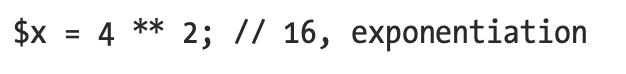 $x = 4 ** 2; // 16, exponentiation